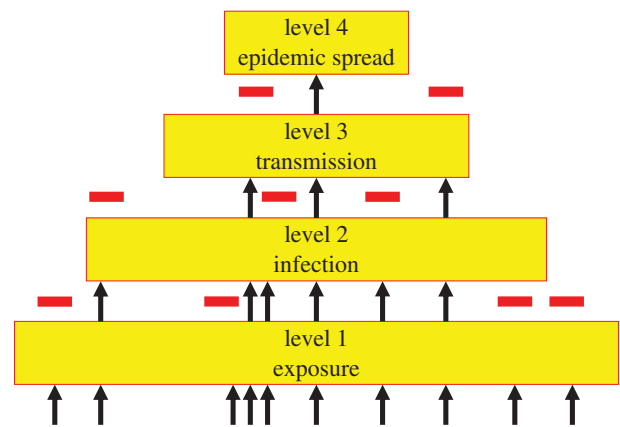 level 4
epidemic spread
level 3
transmission
level 2
infection
level 1
exposure